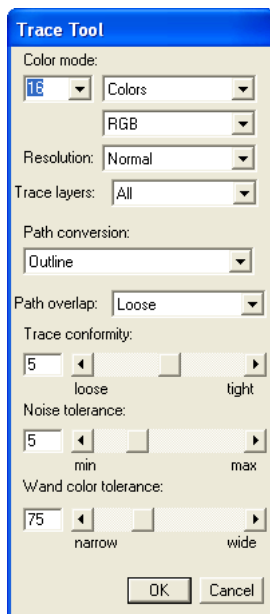 Trace Tool
Color mode:
16 Colors
RGB
Resolution: Normal
Trace layers: All
Path conversion:
Outline
Path overlap: Loose
Trace conformity:
5
loose tight
Noise tolerance:
5
min max
Wand color tolerance:
75
narrow wide
OK Cancel